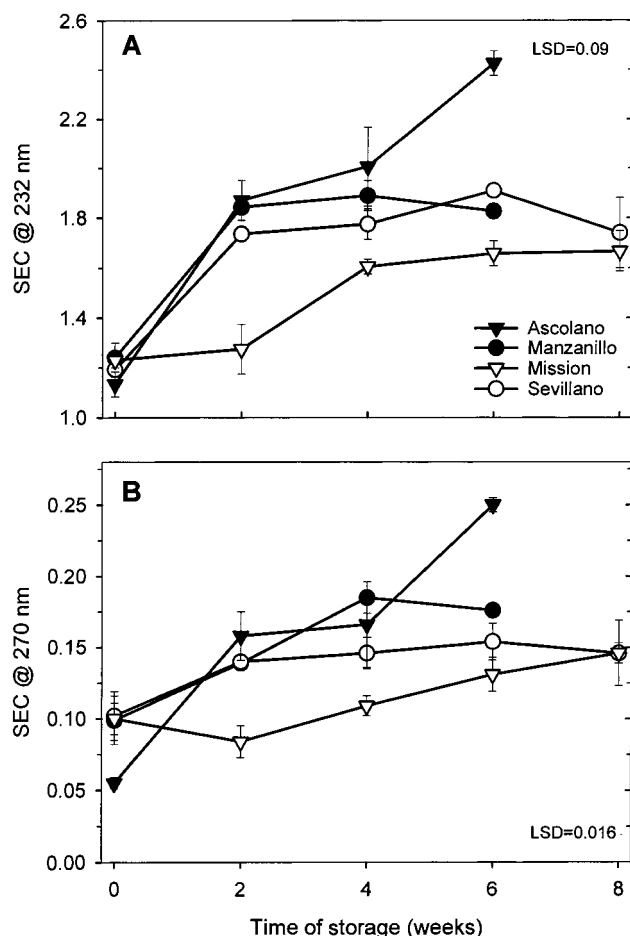 A
LSD=0.09
SEC @ 232 nm
2.6
2.2
1.8
1.4
1.0
Ascolano
Manzanillo
Mission
Sevillano
B
SEC @ 270 nm
0.25
0.20
0.15
0.10
0.05
0.00
LSD=0.016
0 2 4 6 8
Time of storage (weeks)